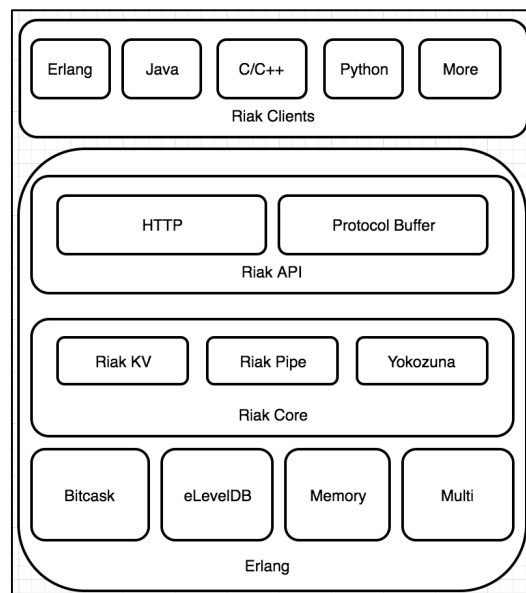 Erlang Java C/C++ Python More
Riak Clients
HTTP Protocol Buffer
Riak API
Riak KV Riak Pipe Yokozuna
Riak Core
Bitcask eLevelDB Memory Multi
Erlang